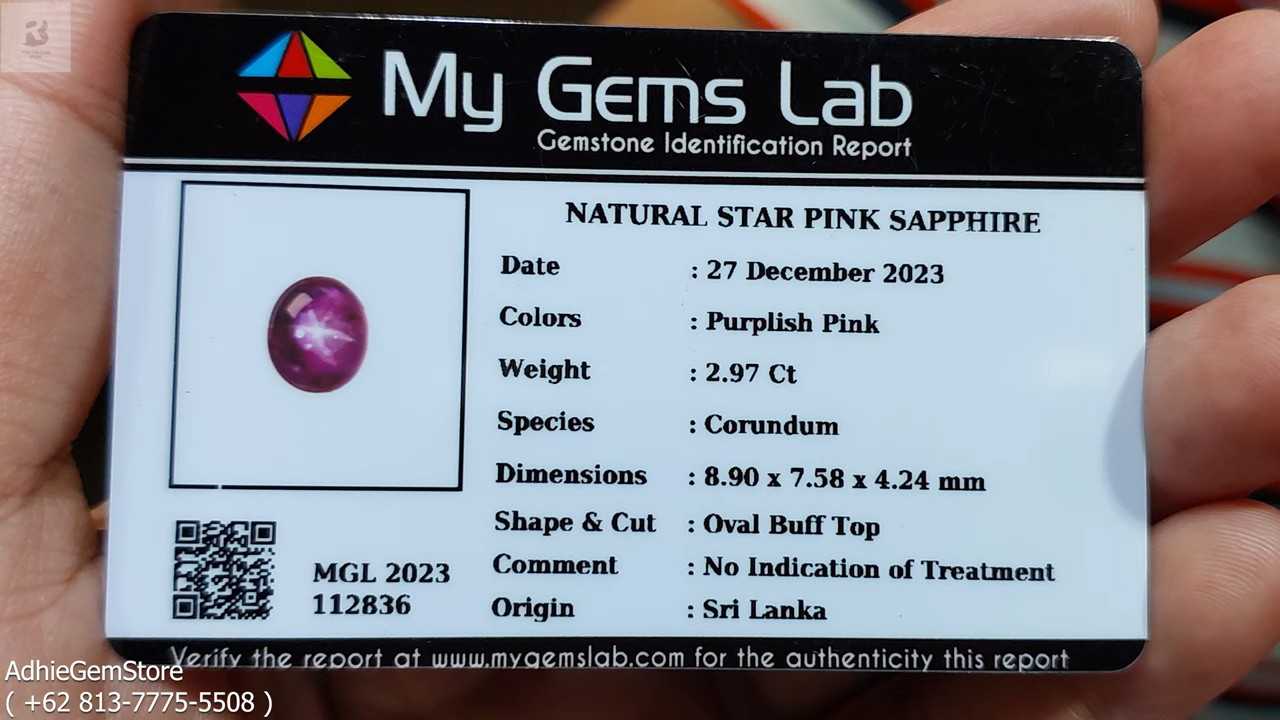 My Gems Lab
Gemstone Identification Report
NATURAL STAR PINK SAPPHIRE
Date : 27 December 2023
Colors : Purplish Pink
Weight : 2.97 Ct
Species : Corundum
Dimensions : 8.90 x 7.58 x 4.24 mm
Shape & Cut : Oval Buff Top
Comment : No Indication of Treatment
Origin : Sri Lanka
MGL 2023
112836
Verify the report at www.mygemslab.com for the authenticity this report
AdhieGemStore
( +62 813-7775-5508 )